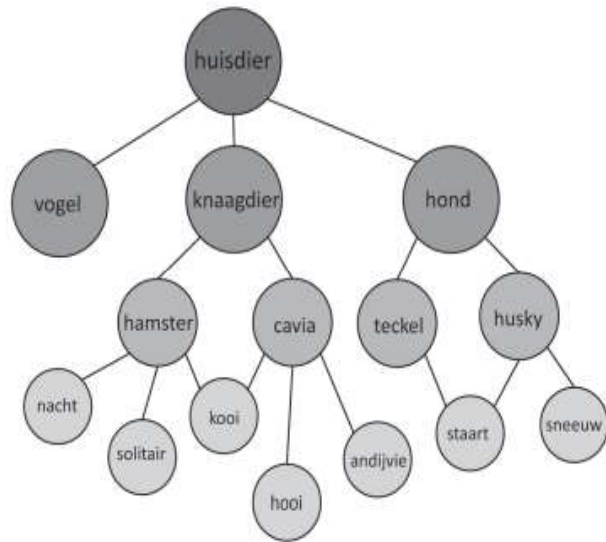 huisdier
vogel
knaagdier
hond
hamster
cavia
teckel
husky
nacht
solitair
kooi
hooi
andijvie
staart
sneeuw